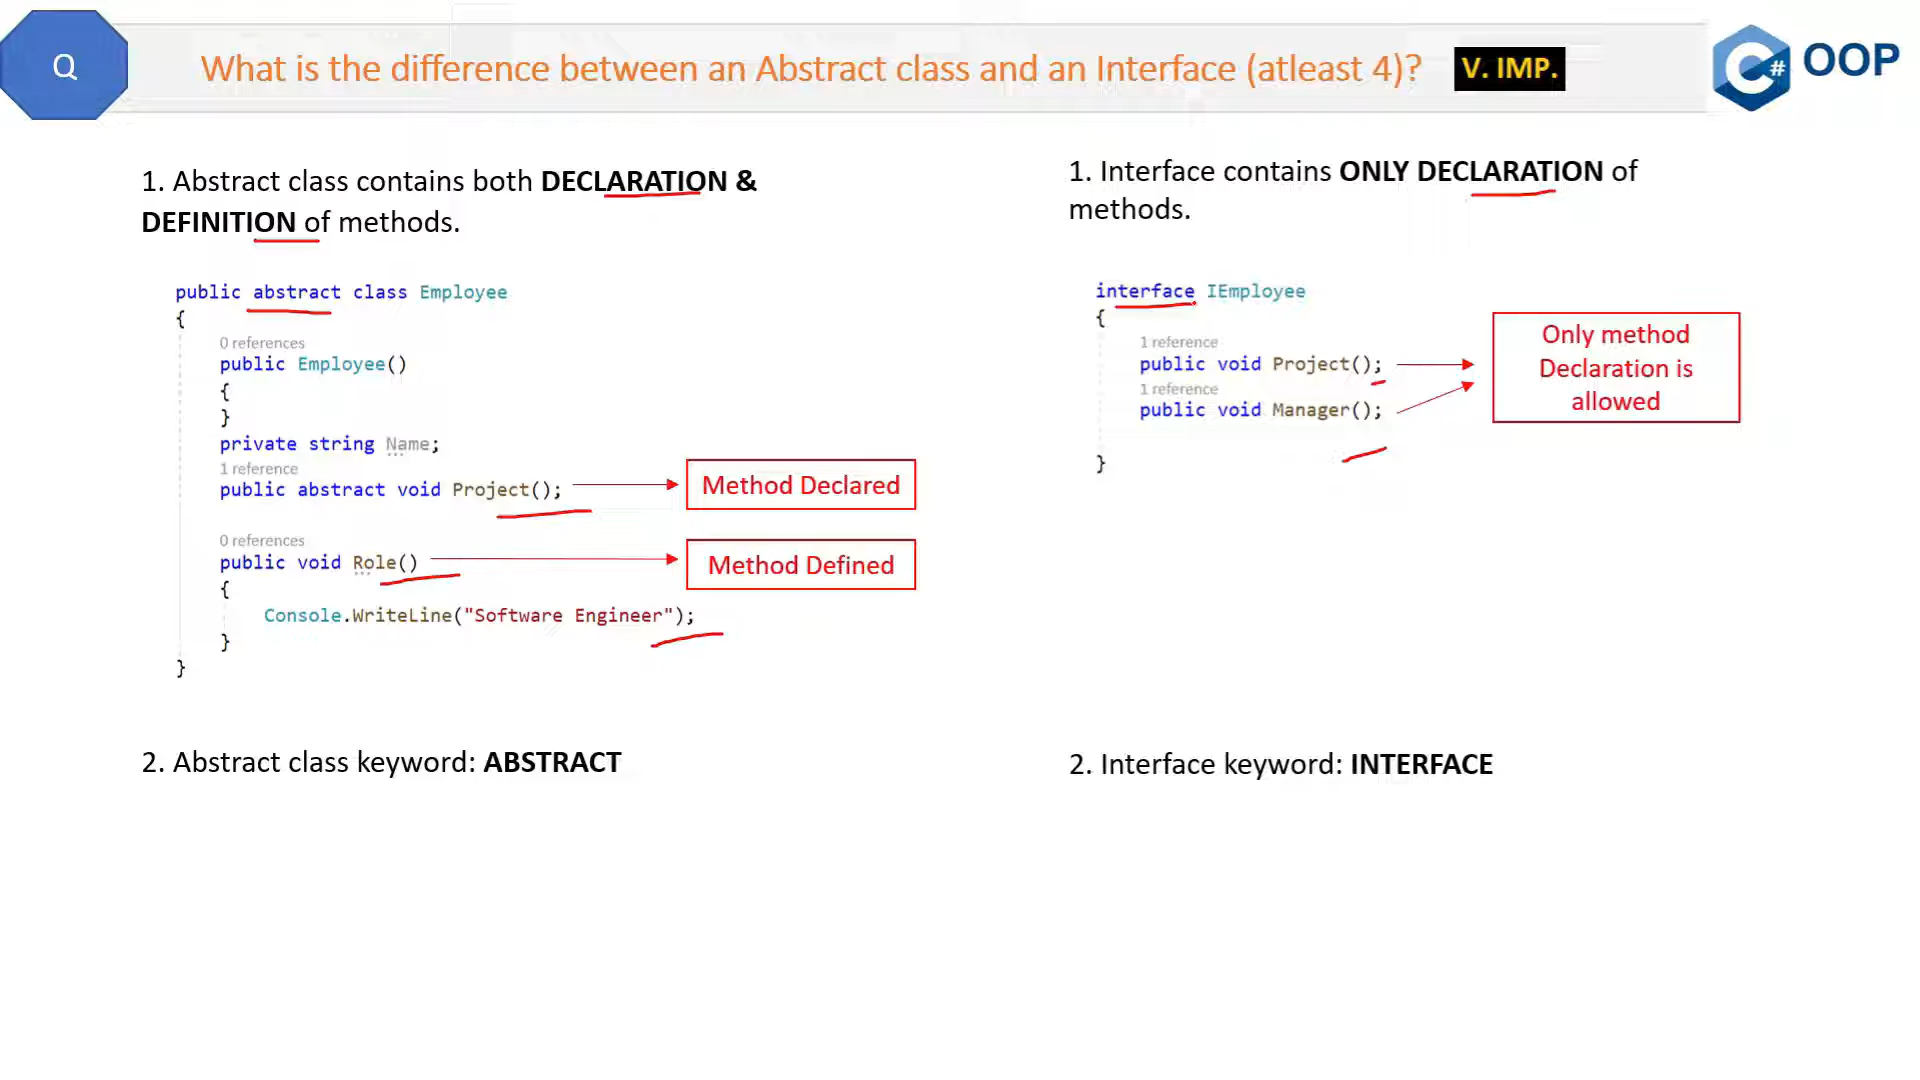 Q
What is the difference between an Abstract class and an Interface (atleast 4)?
V. IMP.
C#
OOP
1. Abstract class contains both DECLARATION &
DEFINITION of methods.
public abstract class Employee
{
0 references
public Employee()
{
}
private string Name;
1 reference
public abstract void Project();
Method Declared
0 references
public void Role()
Method Defined
{
Console.WriteLine("Software Engineer");
}
}
2. Abstract class keyword: ABSTRACT
1. Interface contains ONLY DECLARATION of
methods.
interface IEmployee
{
1 reference
public void Project();
1 reference
public void Manager();
}
Only method
Declaration is
allowed
2. Interface keyword: INTERFACE